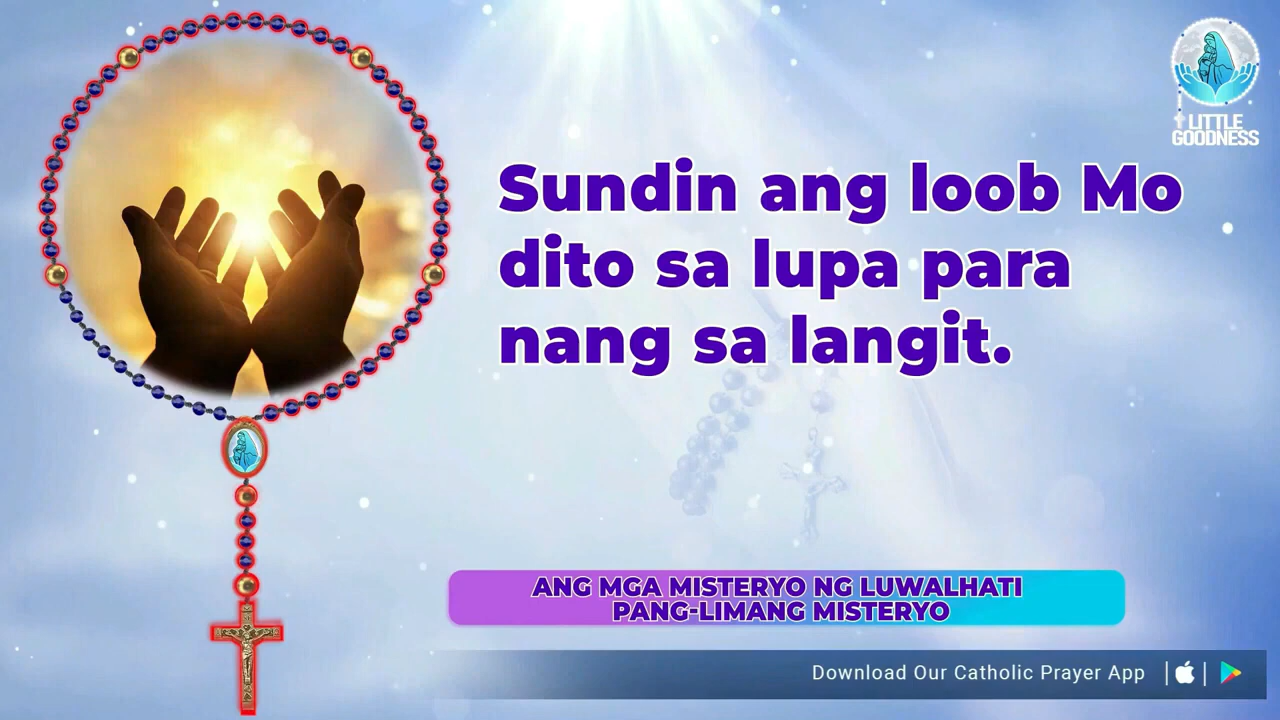 LITTLE
GOODNESS
Sundin ang loob Mo
dito sa lupa para
nang sa langit.
ANG MGA MISTERYO NG LUWALHATI
PANG-LIMANG MISTERYO
Download Our Catholic Prayer App